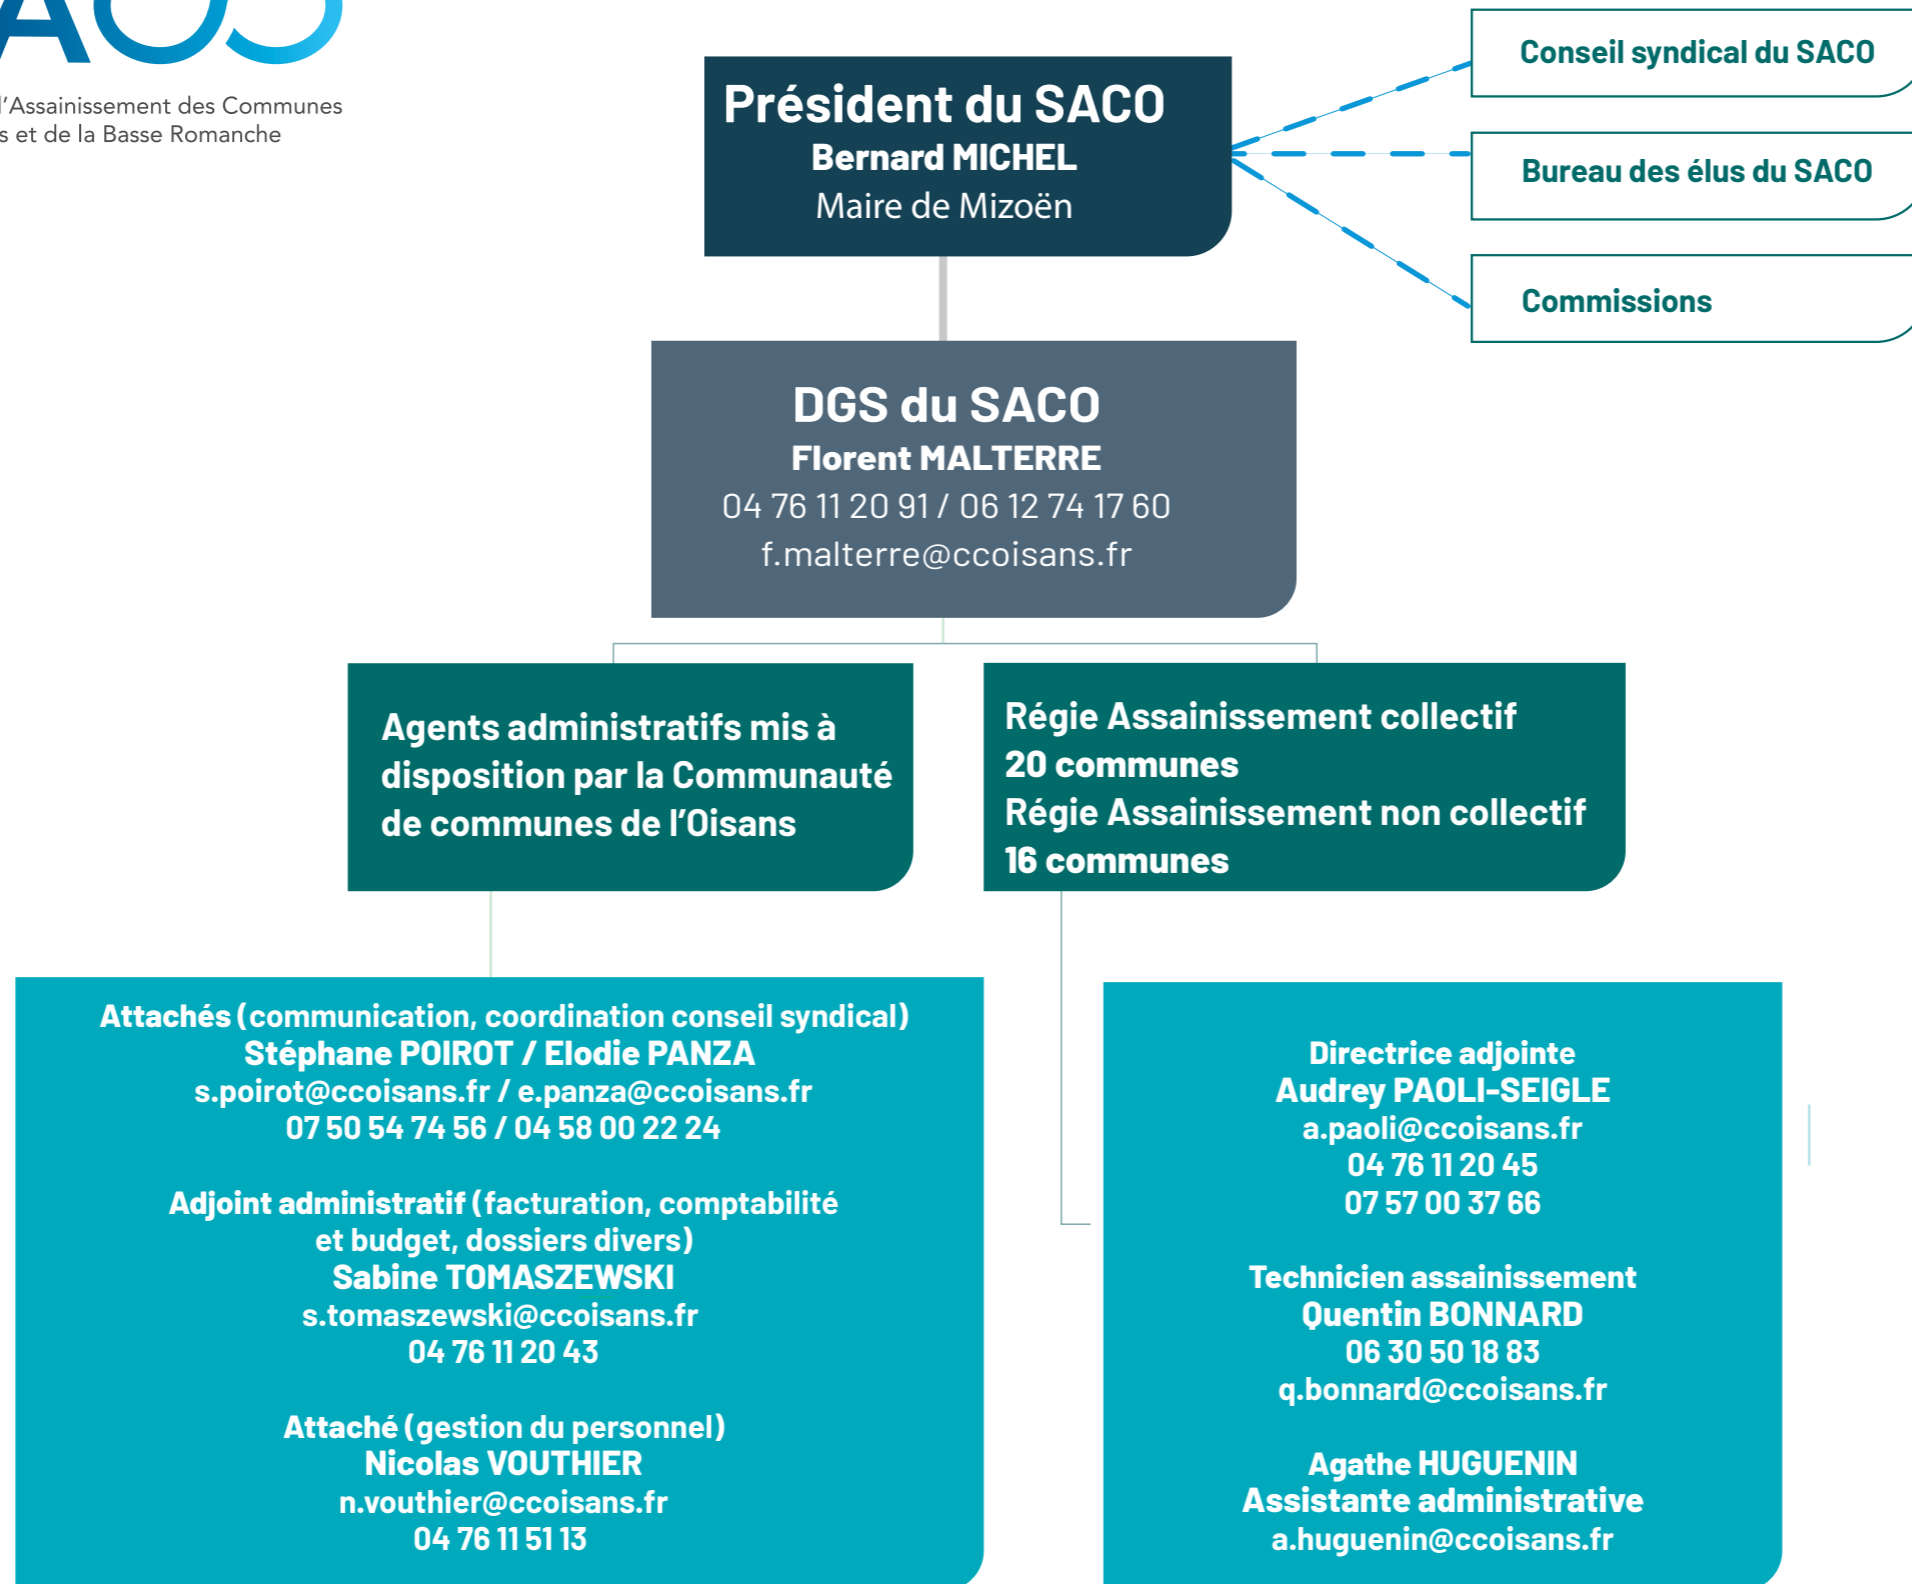 l'Assainissement des Communes
et de la Basse Romanche
Président du SACO
Bernard MICHEL
Maire de Mizoën
Conseil syndical du SACO
Bureau des élus du SACO
Commissions
DGS du SACO
Florent MALTERRE
04 76 11 20 91 / 06 12 74 17 60
f.malterre@ccoisans.fr
Agents administratifs mis à
disposition par la Communauté
de communes de l'Oisans
Régie Assainissement collectif
20 communes
Régie Assainissement non collectif
16 communes
Attachés (communication, coordination conseil syndical)
Stéphane POIROT / Elodie PANZA
s.poirot@ccoisans.fr / e.panza@ccoisans.fr
07 50 54 74 56 / 04 58 00 22 24
Adjoint administratif (facturation, comptabilité
et budget, dossiers divers)
Sabine TOMASZEWSKI
s.tomaszewski@ccoisans.fr
04 76 11 20 43
Attaché (gestion du personnel)
Nicolas VOUTHIER
n.vouthier@ccoisans.fr
04 76 11 51 13
Directrice adjointe
Audrey PAOLI-SEIGLE
a.paoli@ccoisans.fr
04 76 11 20 45
07 57 00 37 66
Technicien assainissement
Quentin BONNARD
06 30 50 18 83
q.bonnard@ccoisans.fr
Agathe HUGUENIN
Assistante administrative
a.huguenin@ccoisans.fr